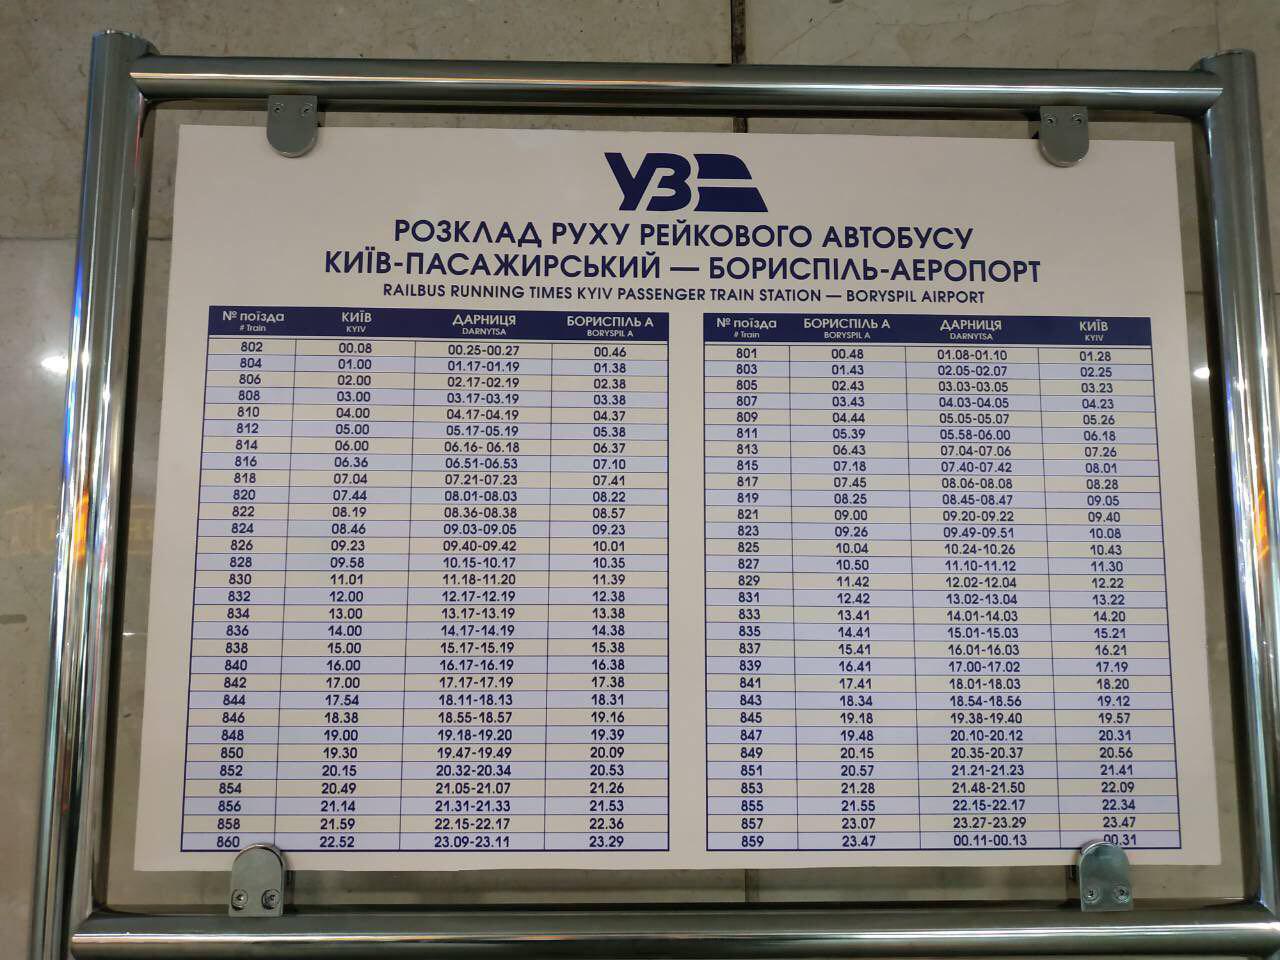 УЗ
РОЗКЛАД РУХУ РЕЙКОВОГО АВТОБУСУ
КИЇВ-ПАСАЖИРСЬКИЙ — БОРИСПІЛЬ-АЕРОПОРТ
RAILBUS RUNNING TIMES KYIV PASSENGER TRAIN STATION — BORYSPIL AIRPORT
№ поїзда КИЇВ ДАРНИЦЯ БОРИСПІЛЬ А
# Train KYIV DARNYTSA BORYSPIL A
802 00.08 00.25-00.27 00.46
804 01.00 01.17-01.19 01.38
806 02.00 02.17-02.19 02.38
808 03.00 03.17-03.19 03.38
810 04.00 04.17-04.19 04.37
812 05.00 05.17-05.19 05.38
814 06.00 06.16-06.18 06.37
816 06.36 06.51-06.53 07.10
818 07.04 07.21-07.23 07.41
820 07.44 08.01-08.03 08.22
822 08.19 08.36-08.38 08.57
824 08.46 09.03-09.05 09.23
826 09.23 09.40-09.42 10.01
828 09.58 10.15-10.17 10.35
830 11.01 11.18-11.20 11.39
832 12.00 12.17-12.19 12.38
834 13.00 13.17-13.19 13.38
836 14.00 14.17-14.19 14.38
838 15.00 15.17-15.19 15.38
840 16.00 16.17-16.19 16.38
842 17.00 17.17-17.19 17.38
844 17.54 18.11-18.13 18.31
846 18.38 18.55-18.57 19.16
848 19.00 19.18-19.20 19.39
850 19.30 19.47-19.49 20.09
852 20.15 20.32-20.34 20.53
854 20.49 21.05-21.07 21.26
856 21.14 21.31-21.33 21.53
858 21.59 22.15-22.17 22.36
860 22.52 23.09-23.11 23.29
№ поїзда БОРИСПІЛЬ А ДАРНИЦЯ КИЇВ
# Train BORYSPIL A DARNYTSA KYIV
801 00.48 01.08-01.10 01.28
803 01.43 02.05-02.07 02.25
805 02.43 03.03-03.05 03.23
807 03.43 04.03-04.05 04.23
809 04.44 05.05-05.07 05.26
811 05.39 05.58-06.00 06.18
813 06.43 07.04-07.06 07.26
815 07.18 07.40-07.42 08.01
817 07.45 08.06-08.08 08.28
819 08.25 08.45-08.47 09.05
821 09.00 09.20-09.22 09.40
823 09.26 09.49-09.51 10.08
825 10.04 10.24-10.26 10.43
827 10.50 11.10-11.12 11.30
829 11.42 12.02-12.04 12.22
831 12.42 13.02-13.04 13.22
833 13.41 14.01-14.03 14.20
835 14.41 15.01-15.03 15.21
837 15.41 16.01-16.03 16.21
839 16.41 17.00-17.02 17.19
841 17.41 18.01-18.03 18.20
843 18.34 18.54-18.56 19.12
845 19.18 19.38-19.40 19.57
847 19.48 20.10-20.12 20.31
849 20.15 20.35-20.37 20.56
851 20.57 21.21-21.23 21.41
853 21.28 21.48-21.50 22.09
855 21.55 22.15-22.17 22.34
857 23.07 23.27-23.29 23.47
859 23.47 00.11-00.13 00.31